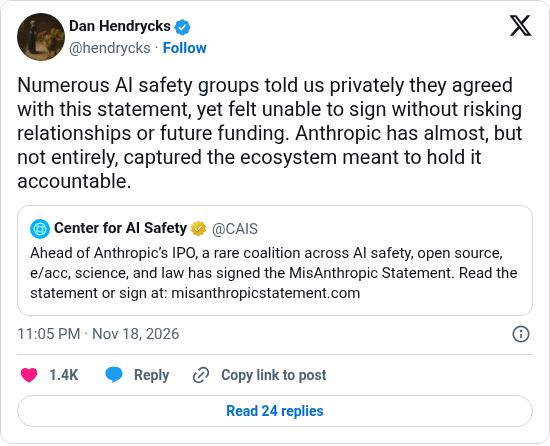 Dan Hendrycks
@hendrycks · Follow
Numerous AI safety groups told us privately they agreed
with this statement, yet felt unable to sign without risking
relationships or future funding. Anthropic has almost, but
not entirely, captured the ecosystem meant to hold it
accountable.
Center for AI Safety @CAIS
Ahead of Anthropic’s IPO, a rare coalition across AI safety, open source,
e/acc, science, and law has signed the MisAnthropic Statement. Read the
statement or sign at: misanthropicstatement.com
11:05 PM · Nov 18, 2026
1.4K Reply Copy link to post
Read 24 replies